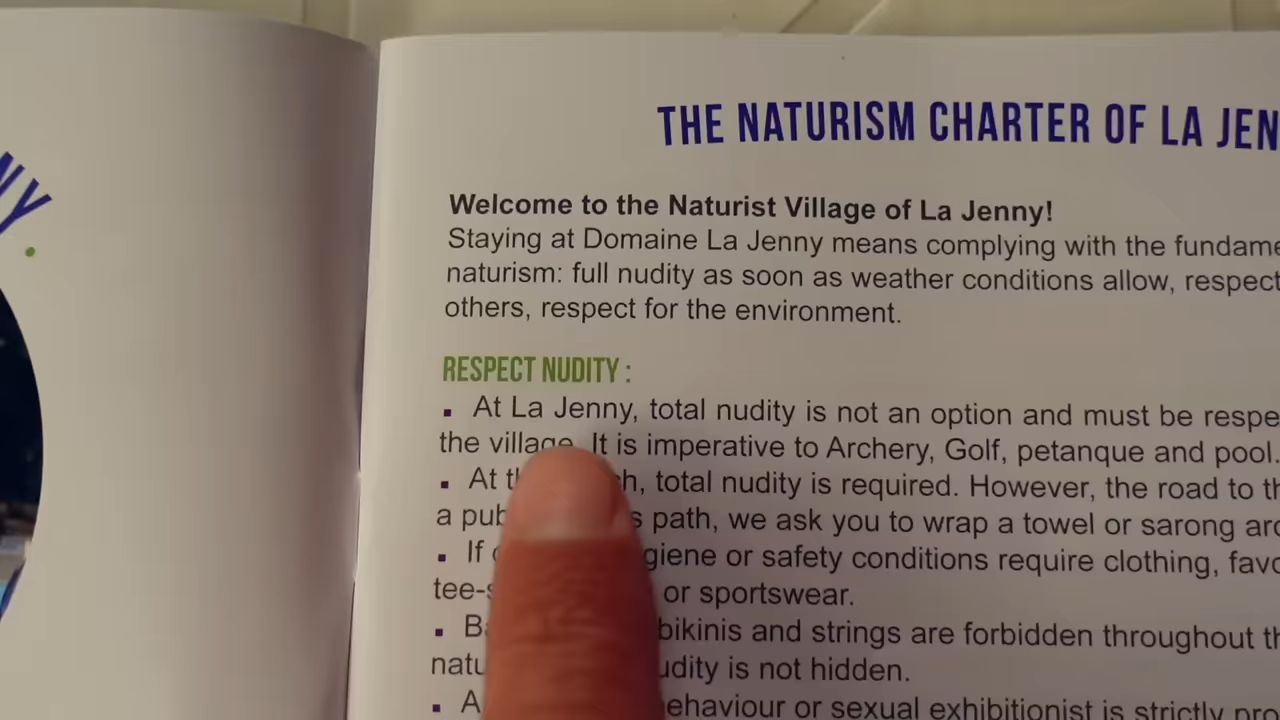 NY
THE NATURISM CHARTER OF LA JEN
Welcome to the Naturist Village of La Jenny!
Staying at Domaine La Jenny means complying with the fundame
naturism: full nudity as soon as weather conditions allow, respect
others, respect for the environment.
RESPECT NUDITY :
▪ At La Jenny, total nudity is not an option and must be respe
the village. It is imperative to Archery, Golf, petanque and pool.
▪ At th h, total nudity is required. However, the road to th
a pub s path, we ask you to wrap a towel or sarong aro
▪ If giene or safety conditions require clothing, favo
tee-s or sportswear.
▪ Ba bikinis and strings are forbidden throughout th
natu udity is not hidden.
▪ A ehaviour or sexual exhibitionist is strictly pro